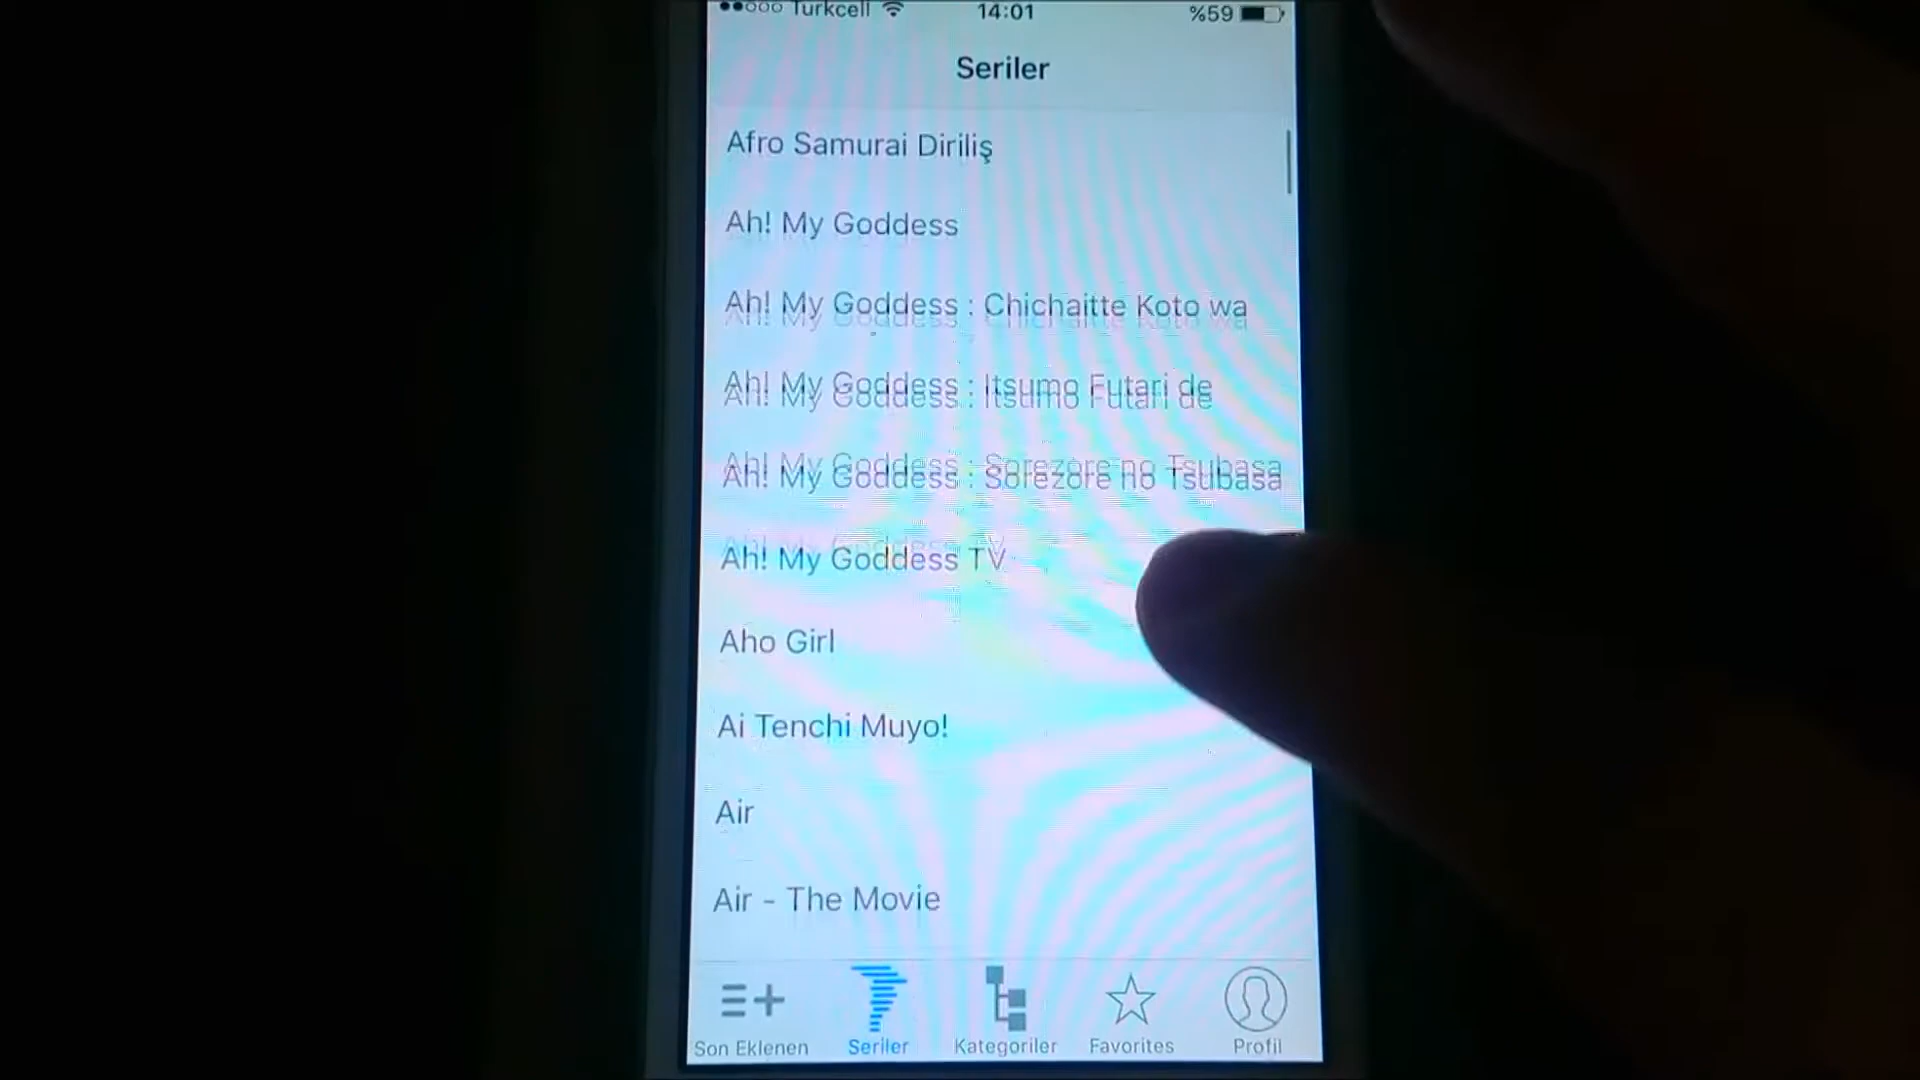 Turkcell 14:01 %59
Seriler
Afro Samurai Diriliş
Ah! My Goddess
Ah! My Goddess : Chichaitte Koto wa
Ah! My Goddess : Itsumo Futari de
Ah! My Goddess : Sorezore no Tsubasa
Ah! My Goddess TV
Aho Girl
Ai Tenchi Muyo!
Air
Air - The Movie
Son Eklenen Seriler Kategoriler Favorites Profil